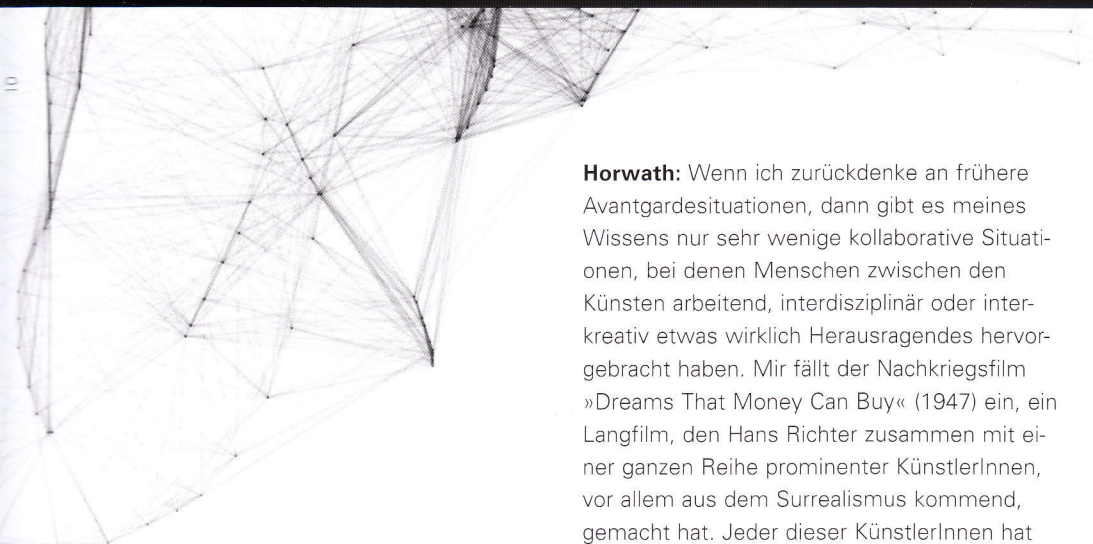 10
Horwath: Wenn ich zurückdenke an frühere
Avantgardesituationen, dann gibt es meines
Wissens nur sehr wenige kollaborative Situati-
onen, bei denen Menschen zwischen den
Künsten arbeitend, interdisziplinär oder inter-
kreativ etwas wirklich Herausragendes hervor-
gebracht haben. Mir fällt der Nachkriegsfilm
»Dreams That Money Can Buy« (1947) ein, ein
Langfilm, den Hans Richter zusammen mit ei-
ner ganzen Reihe prominenter KünstlerInnen,
vor allem aus dem Surrealismus kommend,
gemacht hat. Jeder dieser KünstlerInnen hat